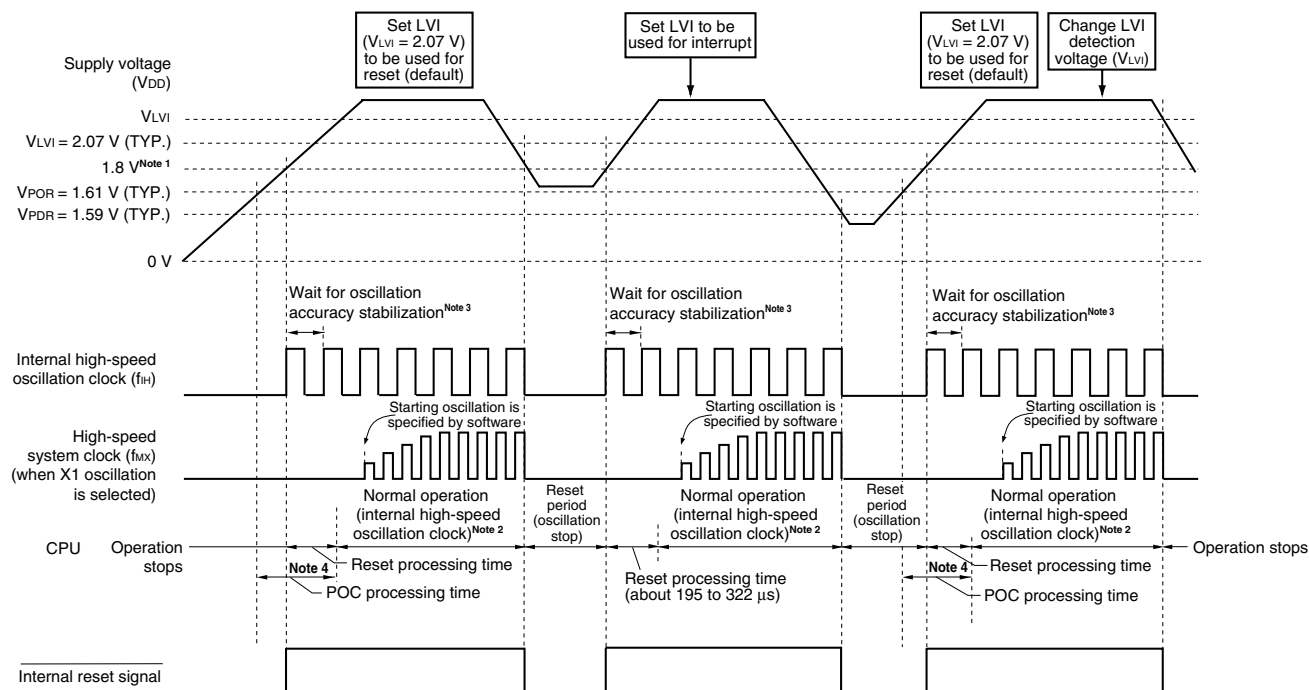 Set LVI
(VLVI = 2.07 V)
to be used for
reset (default)
Set LVI to be
used for interrupt
Set LVI
(VLVI = 2.07 V)
to be used for
reset (default)
Change LVI
detection
voltage (VLVI)
Supply voltage
(VDD)
VLVI
VLVI = 2.07 V (TYP.)
1.8 V Note 1
VPOR = 1.61 V (TYP.)
VPDR = 1.59 V (TYP.)
0 V
Wait for oscillation
accuracy stabilization Note 3
Wait for oscillation
accuracy stabilization Note 3
Wait for oscillation
accuracy stabilization Note 3
Internal high-speed
oscillation clock (fIH)
Starting oscillation is
specified by software
Starting oscillation is
specified by software
Starting oscillation is
specified by software
High-speed
system clock (fMX)
(when X1 oscillation
is selected)
Normal operation
(internal high-speed
oscillation clock) Note 2
Reset
period
(oscillation
stop)
Normal operation
(internal high-speed
oscillation clock) Note 2
Reset
period
(oscillation
stop)
Normal operation
(internal high-speed
oscillation clock) Note 2
CPU
Operation
stops
Operation stops
Note 4
Reset processing time
POC processing time
Reset processing time
(about 195 to 322 μs)
Note 4
Reset processing time
POC processing time
Internal reset signal